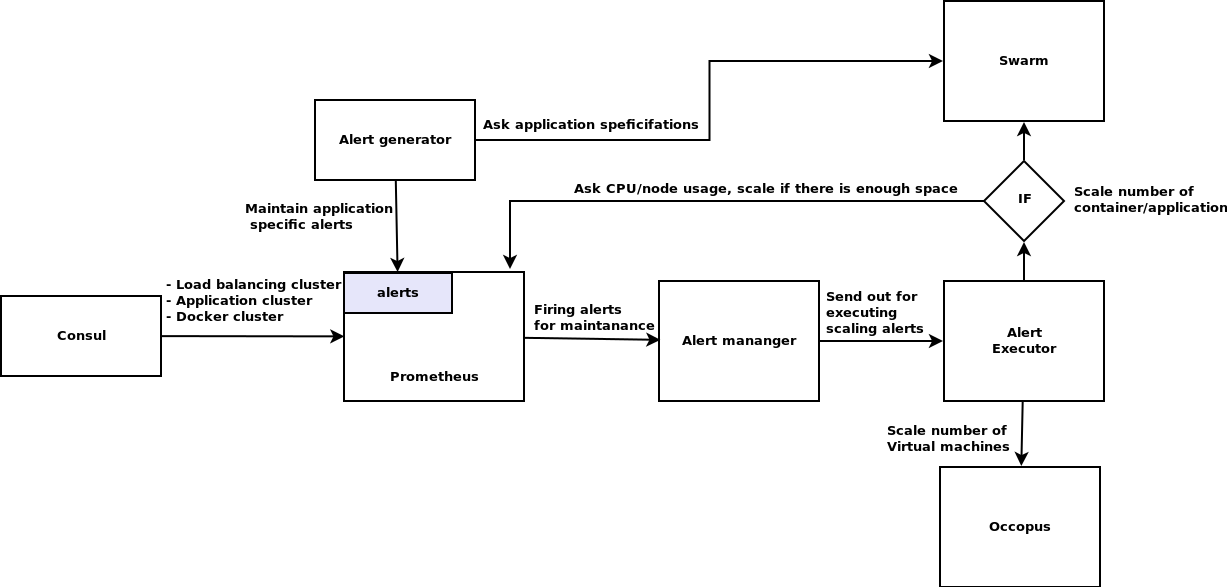 Swarm
Alert generator
Ask application speficifations
Ask CPU/node usage, scale if there is enough space
IF
Scale number of
container/application
Maintain application
specific alerts
- Load balancing cluster
- Application cluster
- Docker cluster
Consul
alerts
Prometheus
Firing alerts
for maintanance
Alert mananger
Send out for
executing
scaling alerts
Alert
Executor
Scale number of
Virtual machines
Occopus